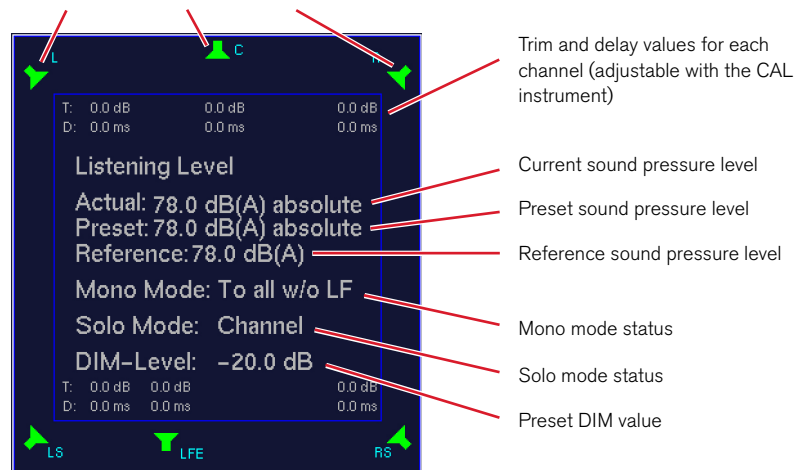 L
C
T: 0.0 dB 0.0 dB 0.0 dB
D: 0.0 ms 0.0 ms 0.0 ms
Listening Level
Actual: 78.0 dB(A) absolute
Preset: 78.0 dB(A) absolute
Reference: 78.0 dB(A)
Mono Mode: To all w/o LF
Solo Mode: Channel
DIM-Level: -20.0 dB
T: 0.0 dB 0.0 dB 0.0 dB
D: 0.0 ms 0.0 ms 0.0 ms
LS
LFE
RS
Trim and delay values for each
channel (adjustable with the CAL
instrument)
Current sound pressure level
Preset sound pressure level
Reference sound pressure level
Mono mode status
Solo mode status
Preset DIM value